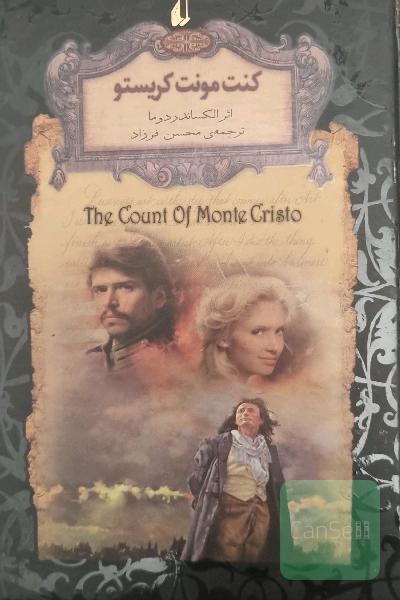 کنت مونت کریستو
اثر الکساندر دوما
ترجمه‌ی محسن فرزاد
The Count Of Monte Cristo
CanSell